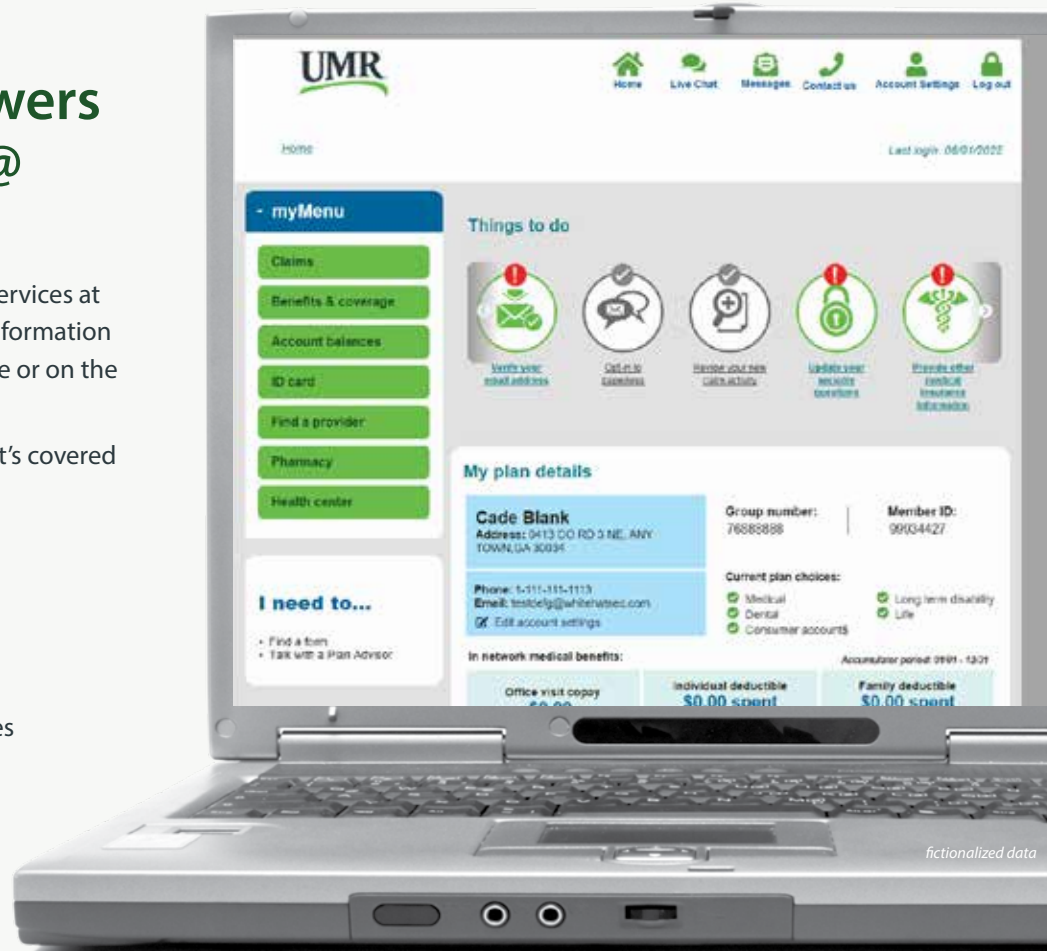 wers
@
ervices at
nformation
e or on the
t's covered
es
UMR
Home
Live Chat
Messages
Contact us
Account Settings
Log out
Home
Last login: 06/01/2022
- myMenu
Claims
Benefits & coverage
Account balances
ID card
Find a provider
Pharmacy
Health center
I need to...
• Find a form
• Talk with a Plan Advisor
Things to do
Verify your
email address
Opt-in to
paperless
Review your new
claim activity
Update your
security
questions
Provide other
medical
insurance
information
My plan details
Cade Blank
Address: 0413 CO RD 3 NE, ANY
TOWN,GA 30034
Phone: 1-111-111-1113
Email:
Edit account settings
Group number:
76888888
Member ID:
99034427
Current plan choices:
Medical
Dental
Consumer accounts
Long term disability
Life
In network medical benefits:
Accumulator period: 01/01 - 12/31
Office visit copay
$0.00
Individual deductible
$0.00 spent
Family deductible
$0.00 spent
fictionalized data